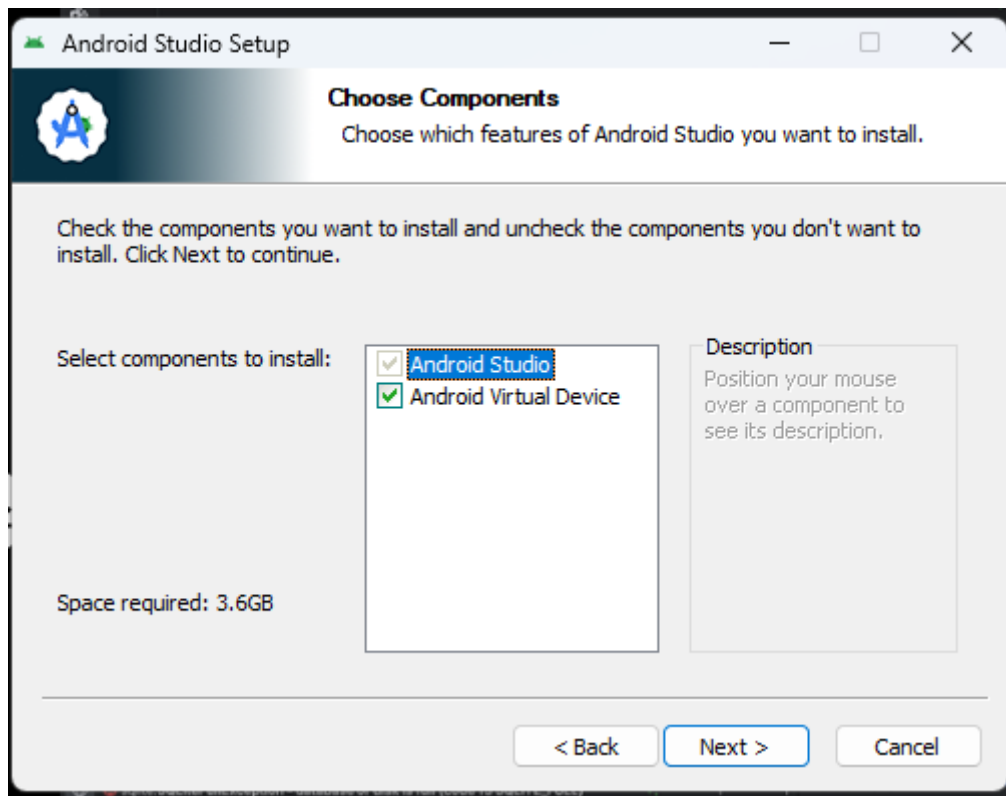 Android Studio Setup
Choose Components
Choose which features of Android Studio you want to install.
Check the components you want to install and uncheck the components you don't want to
install. Click Next to continue.
Select components to install:
Android Studio
Android Virtual Device
Description
Position your mouse
over a component to
see its description.
Space required: 3.6GB
< Back
Next >
Cancel